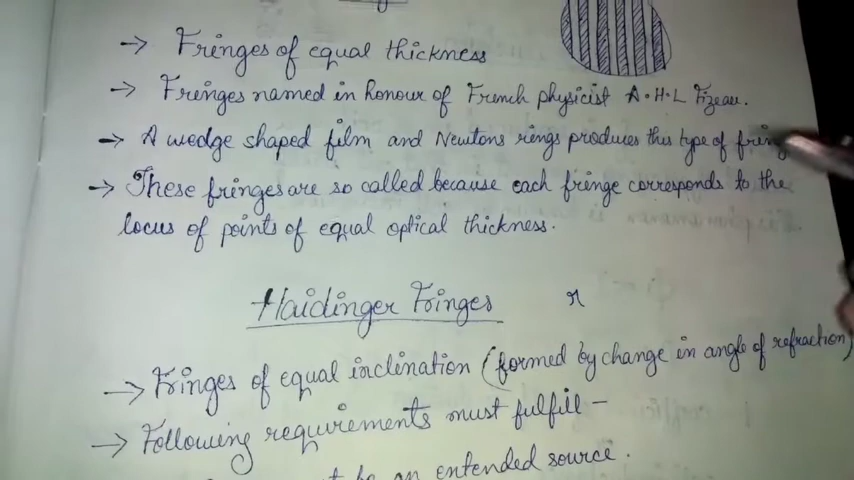 → Fringes of equal thickness
→ Fringes named in honour of French physicist A.H.L Fizeau.
→ A wedge shaped film and Newtons rings produces this type of
→ These fringes are so called because each fringe corresponds to the
locus of points of equal optical thickness.
Haidinger Fringes
r
→ Fringes of equal inclination (formed by change in angle of refraction)
→ Following requirements must fulfill -
be an entended source.